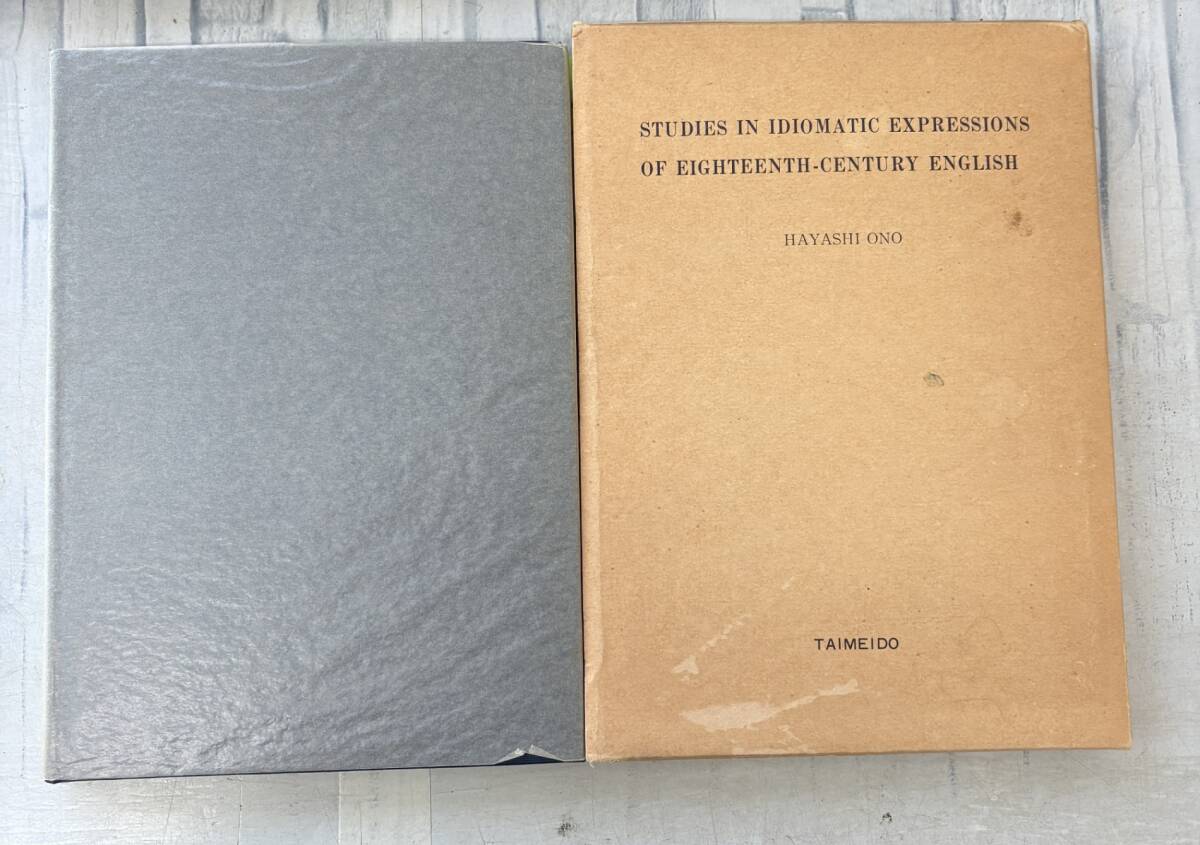 STUDIES IN IDIOMATIC EXPRESSIONS
OF EIGHTEENTH-CENTURY ENGLISH
HAYASHI ONO
TAIMEIDO